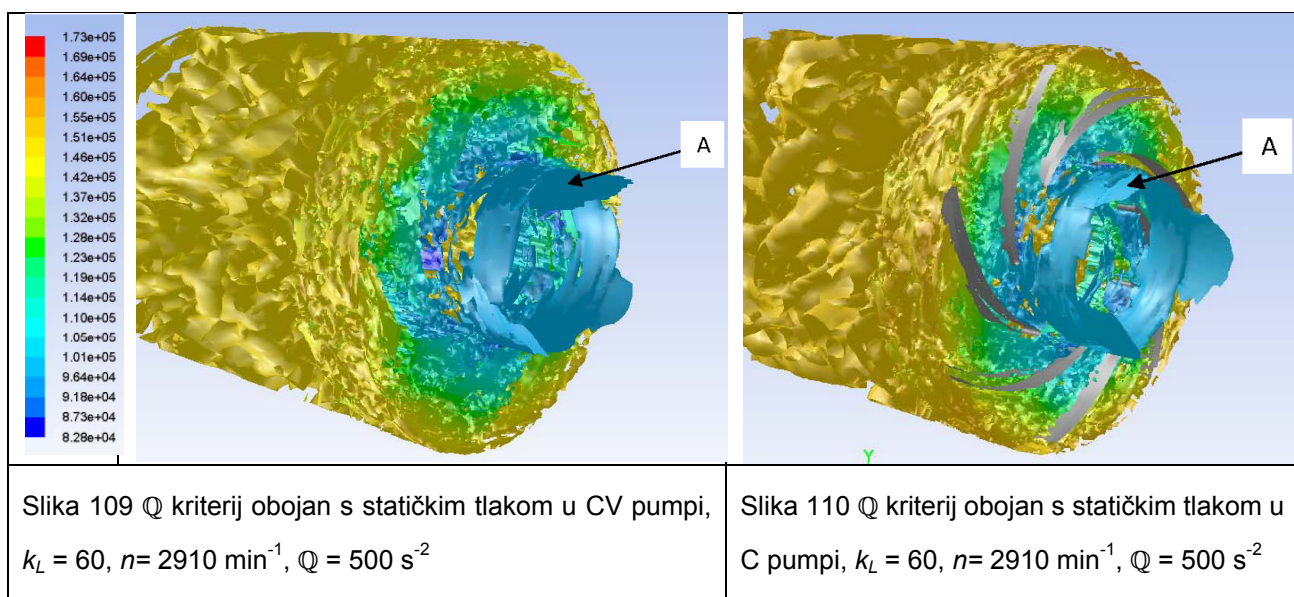 1.73e+05
1.69e+05
1.64e+05
1.60e+05
1.55e+05
1.51e+05
1.46e+05
1.42e+05
1.37e+05
1.32e+05
1.28e+05
1.23e+05
1.19e+05
1.14e+05
1.10e+05
1.05e+05
1.01e+05
9.64e+04
9.18e+04
8.73e+04
8.28e+04
A
A
Y
Slika 109 ℚ kriterij obojan s statičkim tlakom u CV pumpi,
k_L = 60, n= 2910 min⁻¹, ℚ = 500 s⁻²
Slika 110 ℚ kriterij obojan s statičkim tlakom u
C pumpi, k_L = 60, n= 2910 min⁻¹, ℚ = 500 s⁻²